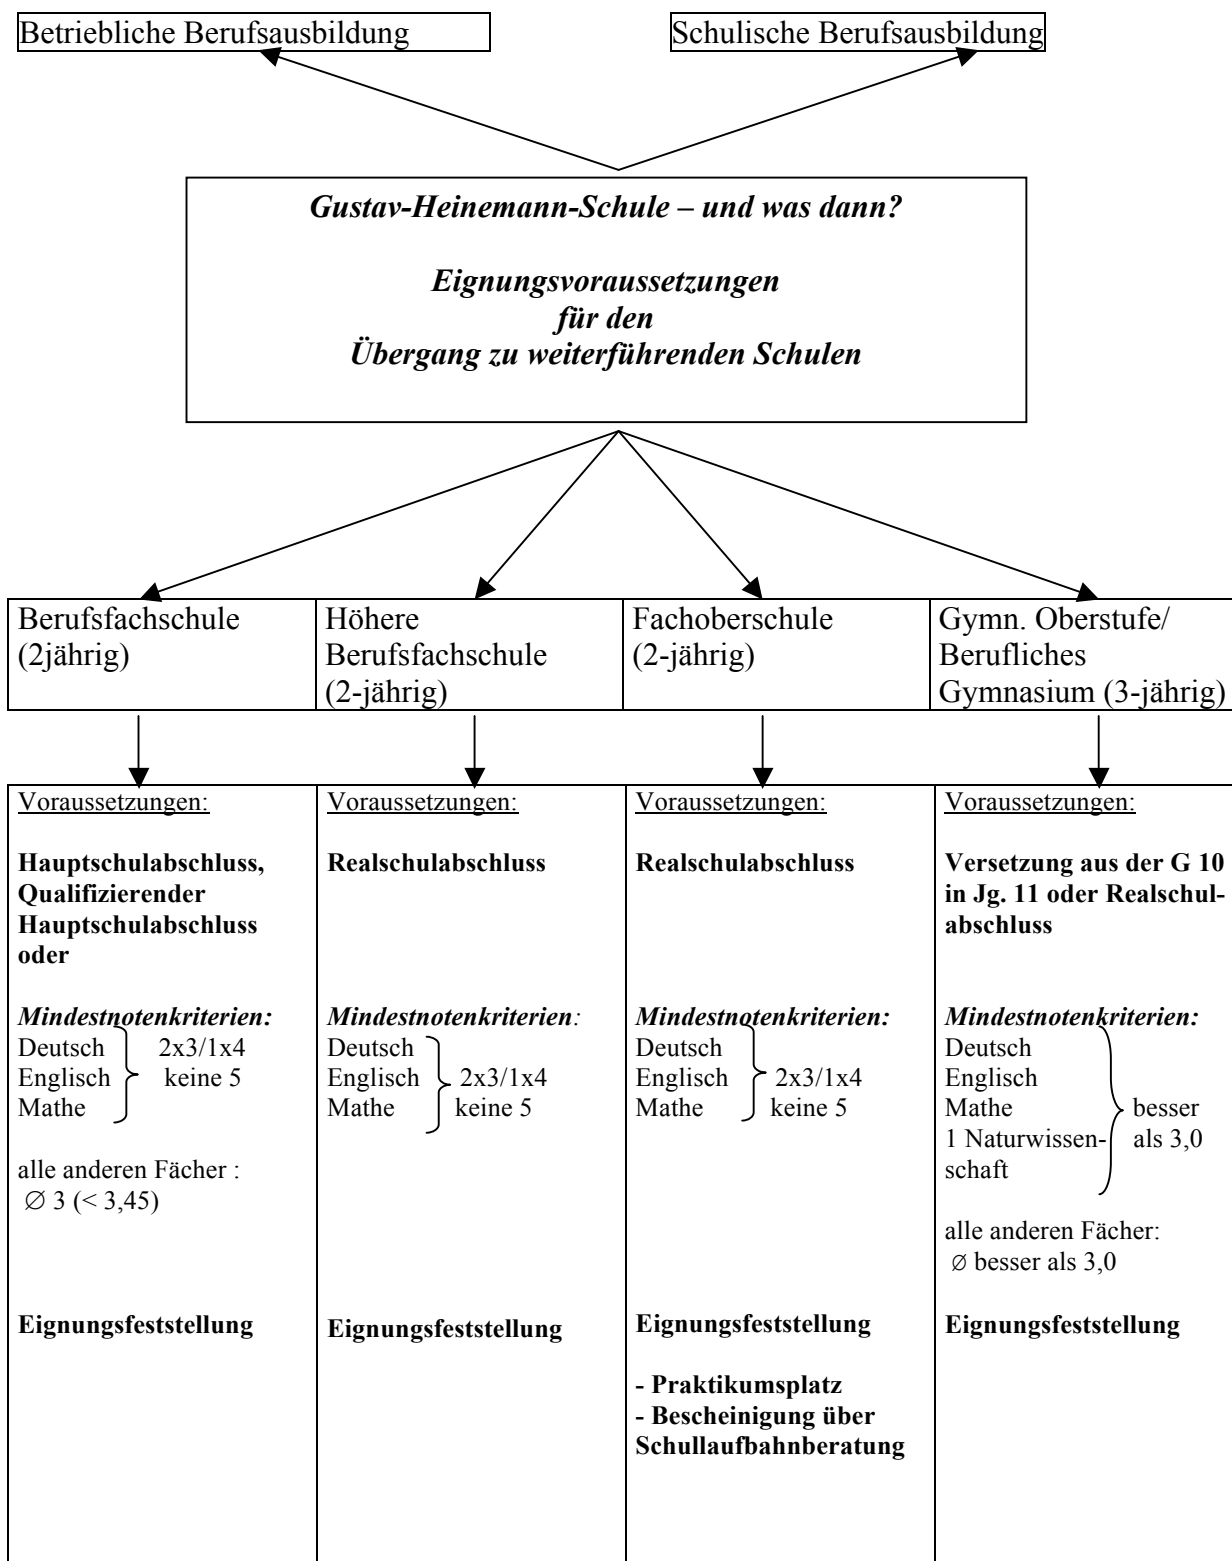 Betriebliche Berufsausbildung
Schulische Berufsausbildung
Gustav-Heinemann-Schule – und was dann?
Eignungsvoraussetzungen
für den
Übergang zu weiterführenden Schulen
Berufsfachschule
(2jährig)
Höhere
Berufsfachschule
(2-jährig)
Fachoberschule
(2-jährig)
Gymn. Oberstufe/
Berufliches
Gymnasium (3-jährig)
Voraussetzungen:
Hauptschulabschluss,
Qualifizierender
Hauptschulabschluss
oder
Mindestnotenkriterien:
Deutsch 2x3/1x4
Englisch keine 5
Mathe
alle anderen Fächer :
∅ 3 (< 3,45)
Eignungsfeststellung
Voraussetzungen:
Realschulabschluss
Mindestnotenkriterien:
Deutsch
Englisch 2x3/1x4
Mathe keine 5
Eignungsfeststellung
Voraussetzungen:
Realschulabschluss
Mindestnotenkriterien:
Deutsch
Englisch 2x3/1x4
Mathe keine 5
Eignungsfeststellung
- Praktikumsplatz
- Bescheinigung über
Schullaufbahnberatung
Voraussetzungen:
Versetzung aus der G 10
in Jg. 11 oder Realschul-
abschluss
Mindestnotenkriterien:
Deutsch
Englisch
Mathe besser
1 Naturwissen- als 3,0
schaft
alle anderen Fächer:
∅ besser als 3,0
Eignungsfeststellung